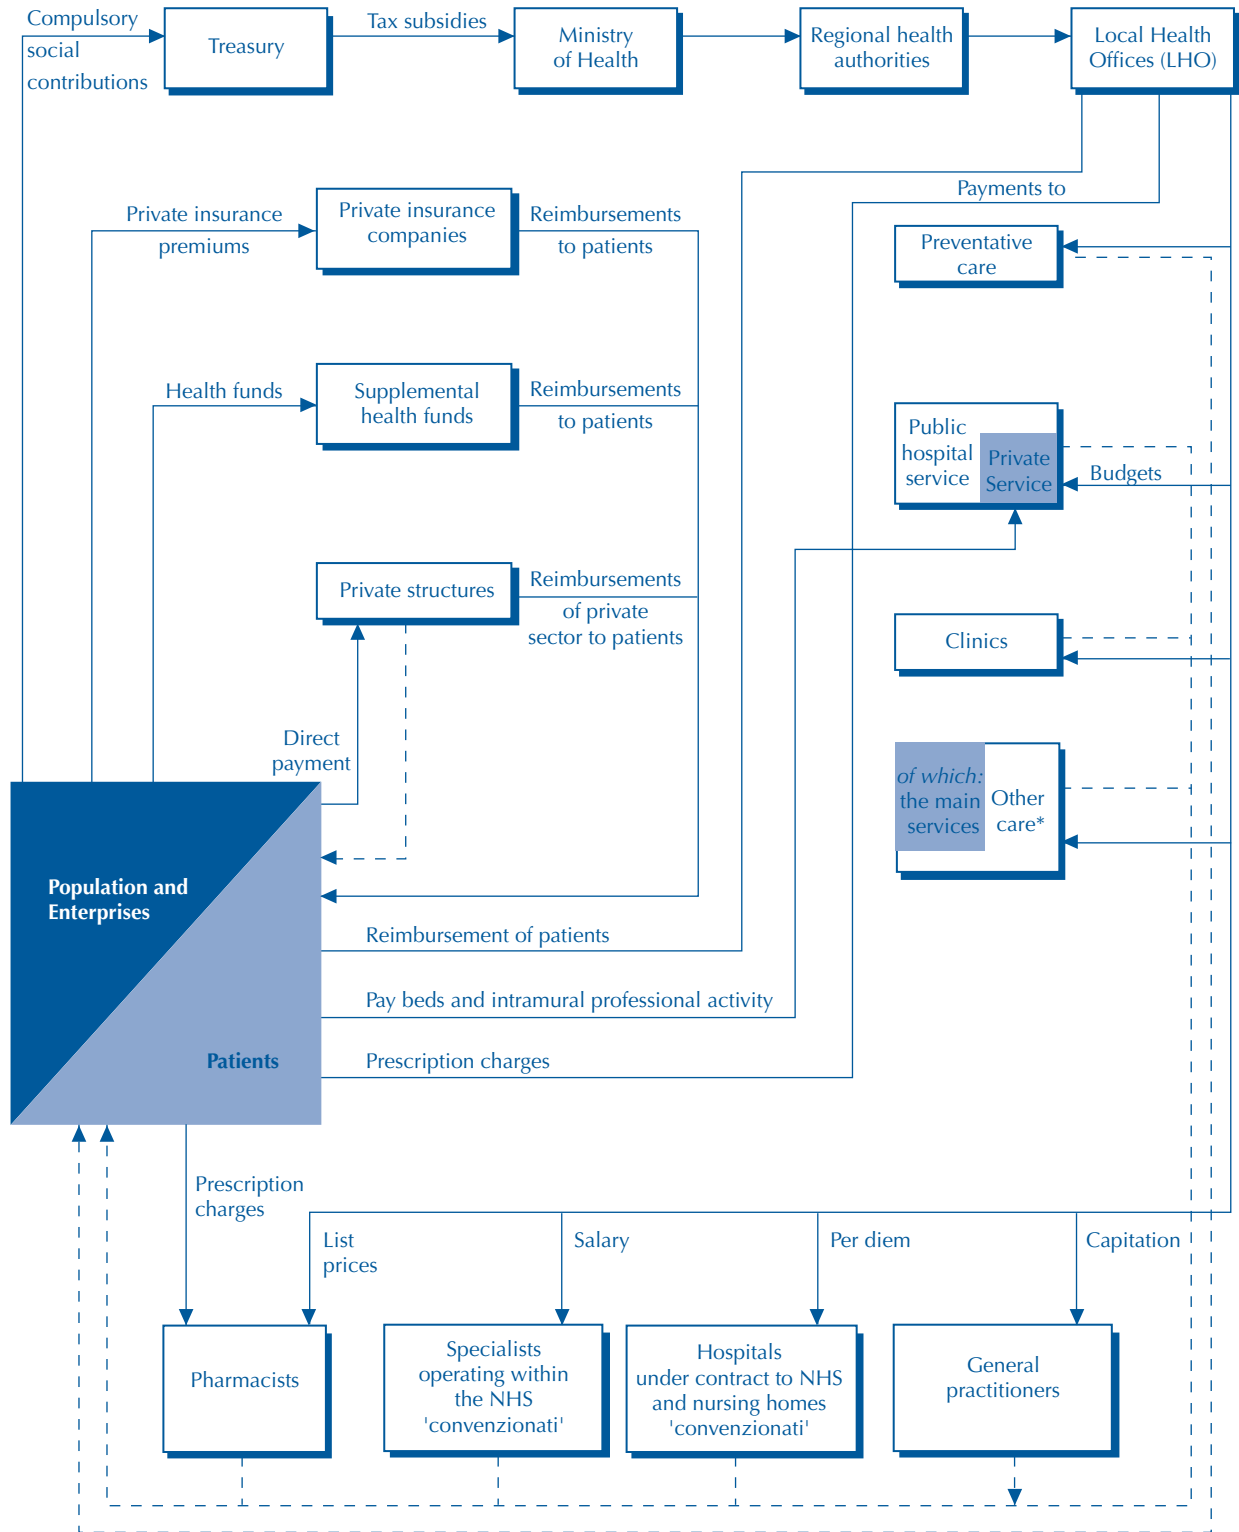 Compulsory
social
contributions
Treasury
Tax subsidies
Ministry
of Health
Regional health
authorities
Local Health
Offices (LHO)
Payments to
Private insurance
premiums
Private insurance
companies
Reimbursements
to patients
Preventative
care
Health funds
Supplemental
health funds
Reimbursements
to patients
Public
hospital
service
Private
Service
Budgets
Private structures
Reimbursements
of private
sector to patients
Clinics
Direct
payment
of which:
the main
services
Other
care*
Population and
Enterprises
Patients
Reimbursement of patients
Pay beds and intramural professional activity
Prescription charges
Prescription
charges
List
prices
Salary
Per diem
Capitation
Pharmacists
Specialists
operating within
the NHS
'convenzionati'
Hospitals
under contract to NHS
and nursing homes
'convenzionati'
General
practitioners